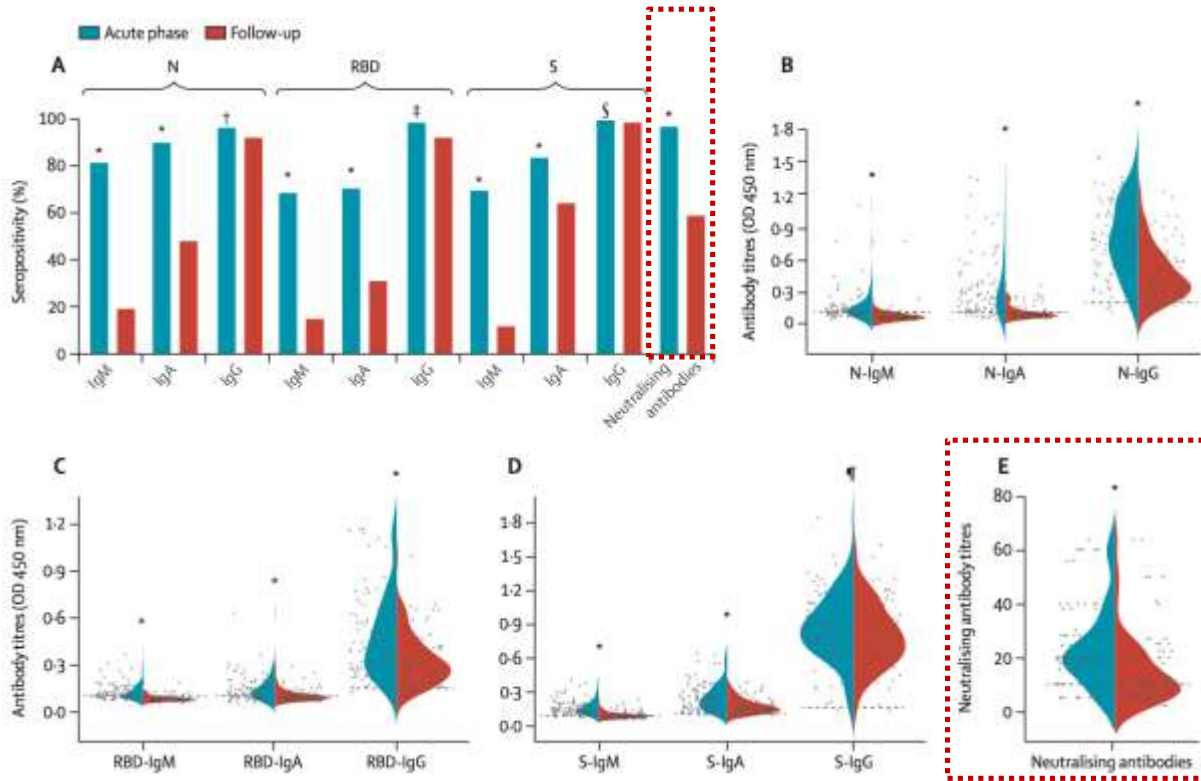 Acute phase Follow-up
A
N RBD S
Seropositivity (%)
100
80
60
40
20
0
* * † * * ‡ * * § *
IgM IgA IgG IgM IgA IgG IgM IgA IgG Neutralising antibodies
B
Antibody titres (OD 450 nm)
1·8
1·5
1·2
0·9
0·6
0·3
0
* * *
N-IgM N-IgA N-IgG
C
Antibody titres (OD 450 nm)
1·2
0·9
0·6
0·3
0·0
* * *
RBD-IgM RBD-IgA RBD-IgG
D
1·8
1·5
1·2
0·9
0·6
0·3
0·0
* * ¶
S-IgM S-IgA S-IgG
E
Neutralising antibody titres
80
60
40
20
0
*
Neutralising antibodies